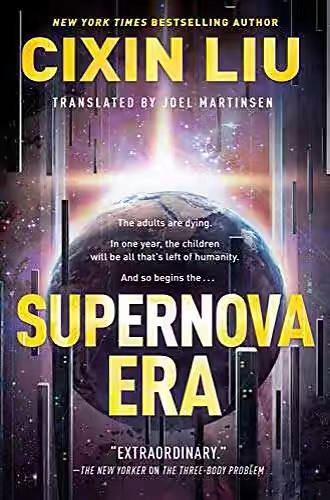 NEW YORK TIMES BESTSELLING AUTHOR
CIXIN LIU
TRANSLATED BY JOEL MARTINSEN
The adults are dying.
In one year, the children
will be all that's left of humanity.
And so begins the...
SUPERNOVA
ERA
"EXTRAORDINARY."
—THE NEW YORKER ON THE THREE-BODY PROBLEM